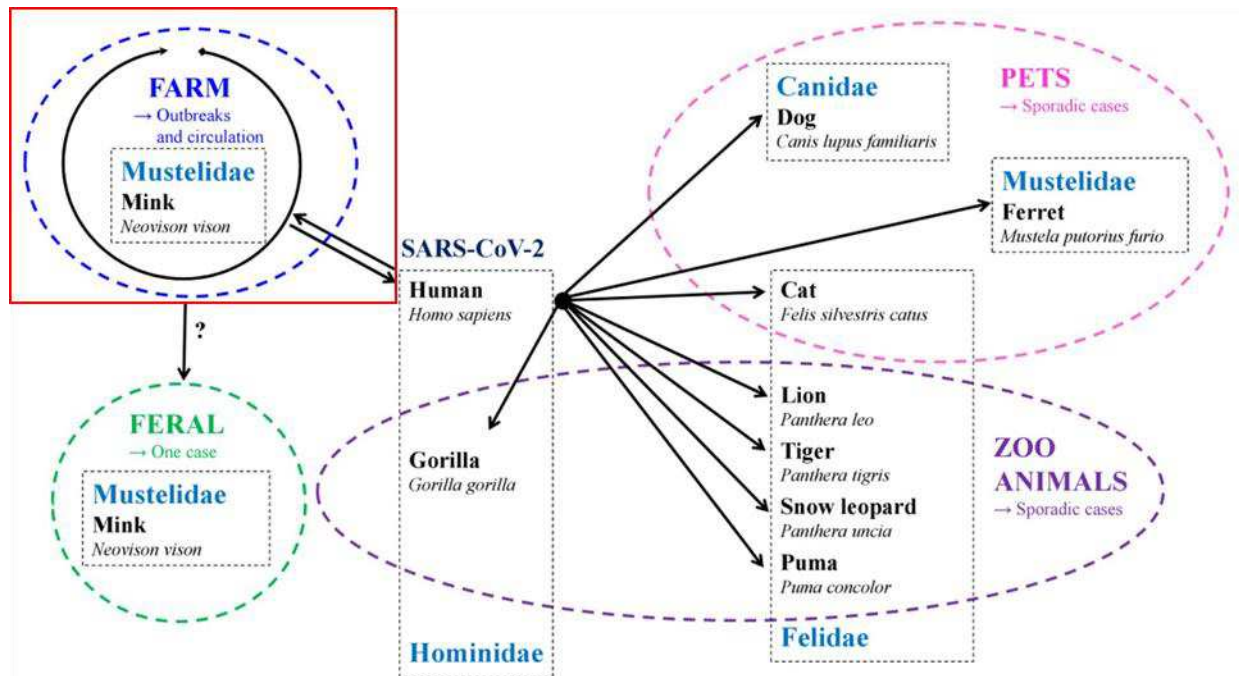 FARM
→ Outbreaks
and circulation
Mustelidae
Mink
Neovison vison
?
FERAL
→ One case
Mustelidae
Mink
Neovison vison
SARS-CoV-2
Human
Homo sapiens
Gorilla
Gorilla gorilla
Hominidae
PETS
→ Sporadic cases
Canidae
Dog
Canis lupus familiaris
Mustelidae
Ferret
Mustela putorius furio
Cat
Felis silvestris catus
Lion
Panthera leo
Tiger
Panthera tigris
Snow leopard
Panthera uncia
Puma
Puma concolor
Felidae
ZOO
ANIMALS
→ Sporadic cases